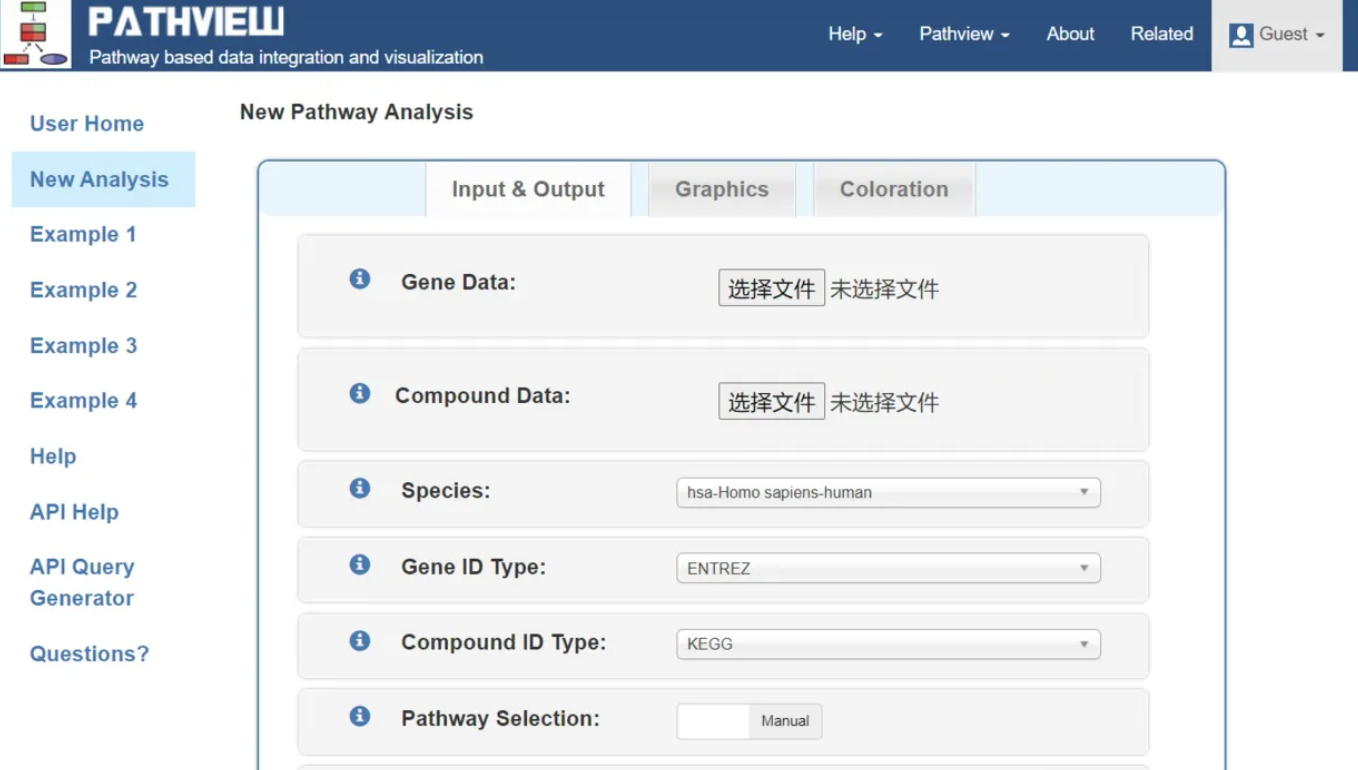 PATHVIEW
Pathway based data integration and visualization
Help
Pathview
About
Related
Guest
User Home
New Analysis
Example 1
Example 2
Example 3
Example 4
Help
API Help
API Query
Generator
Questions?
New Pathway Analysis
Input & Output
Graphics
Coloration
Gene Data:
选择文件 未选择文件
Compound Data:
选择文件 未选择文件
Species:
hsa-Homo sapiens-human
Gene ID Type:
ENTREZ
Compound ID Type:
KEGG
Pathway Selection:
Manual